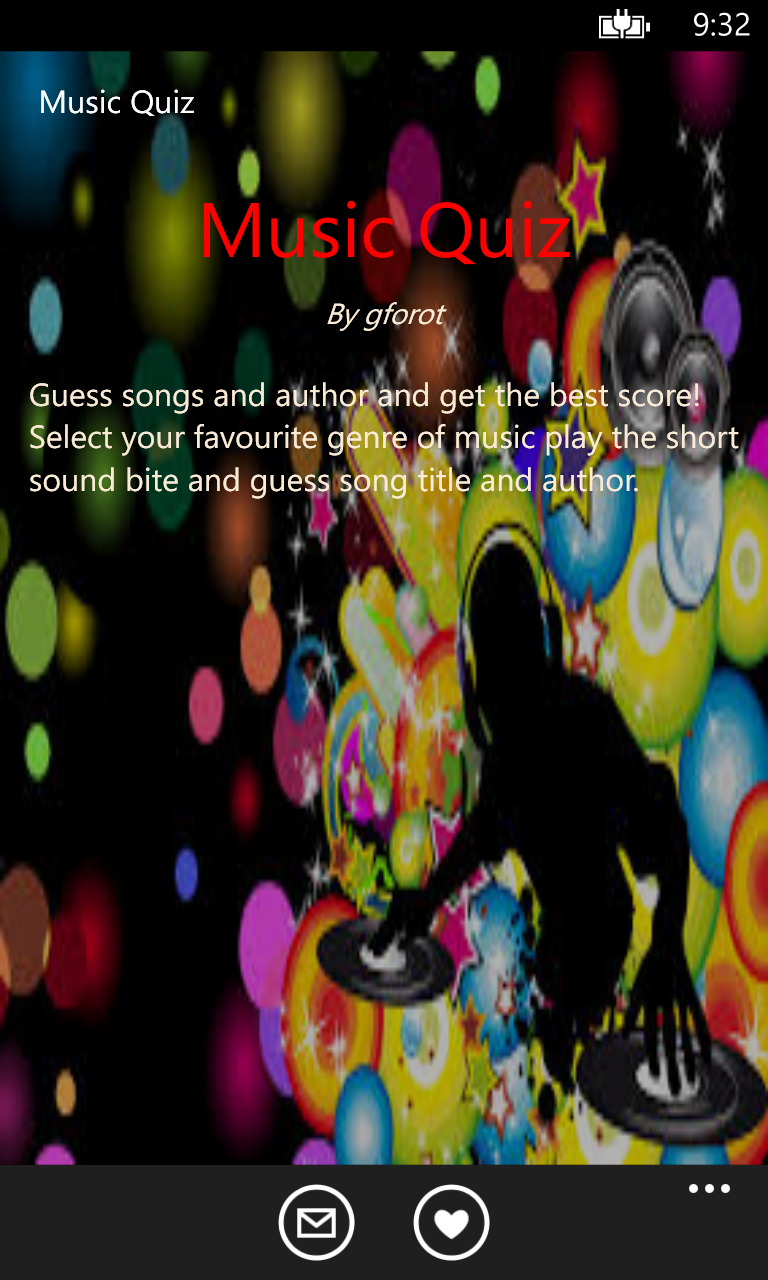 9:32
Music Quiz
Music Quiz
By gforot
Guess songs and author and get the best score!
Select your favourite genre of music play the short
sound bite and guess song title and author.